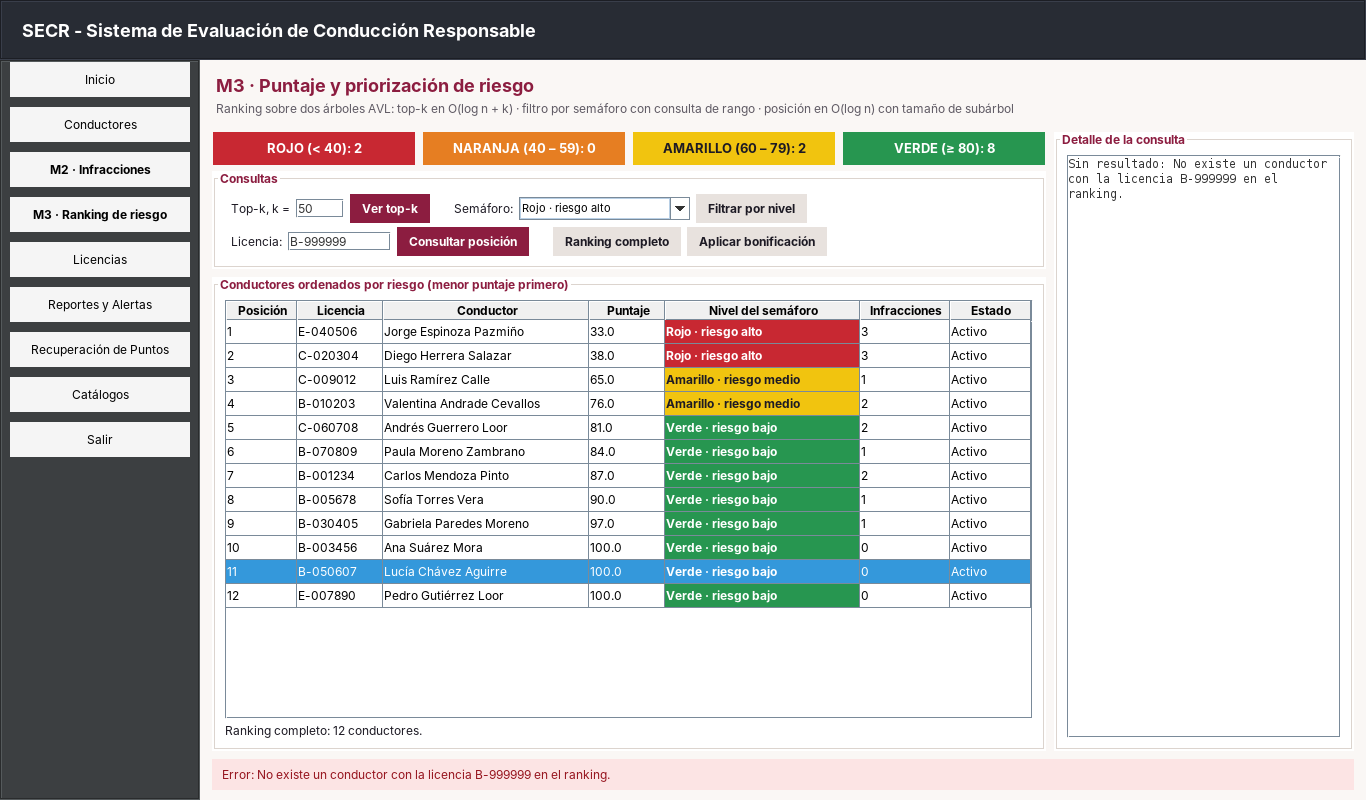 SECR - Sistema de Evaluación de Conducción Responsable
Inicio
Conductores
M2 · Infracciones
M3 · Ranking de riesgo
Licencias
Reportes y Alertas
Recuperación de Puntos
Catálogos
Salir
M3 · Puntaje y priorización de riesgo
Ranking sobre dos árboles AVL: top-k en O(log n + k) · filtro por semáforo con consulta de rango · posición en O(log n) con tamaño de subárbol
ROJO (< 40): 2 NARANJA (40 – 59): 0 AMARILLO (60 – 79): 2 VERDE (≥ 80): 8
Consultas
Top-k, k = 50 Ver top-k Semáforo: Rojo · riesgo alto Filtrar por nivel
Licencia: B-999999 Consultar posición Ranking completo Aplicar bonificación
Conductores ordenados por riesgo (menor puntaje primero)
Posición Licencia Conductor Puntaje Nivel del semáforo Infracciones Estado
1 E-040506 Jorge Espinoza Pazmiño 33.0 Rojo · riesgo alto 3 Activo
2 C-020304 Diego Herrera Salazar 38.0 Rojo · riesgo alto 3 Activo
3 C-009012 Luis Ramírez Calle 65.0 Amarillo · riesgo medio 1 Activo
4 B-010203 Valentina Andrade Cevallos 76.0 Amarillo · riesgo medio 2 Activo
5 C-060708 Andrés Guerrero Loor 81.0 Verde · riesgo bajo 2 Activo
6 B-070809 Paula Moreno Zambrano 84.0 Verde · riesgo bajo 1 Activo
7 B-001234 Carlos Mendoza Pinto 87.0 Verde · riesgo bajo 2 Activo
8 B-005678 Sofía Torres Vera 90.0 Verde · riesgo bajo 1 Activo
9 B-030405 Gabriela Paredes Moreno 97.0 Verde · riesgo bajo 1 Activo
10 B-003456 Ana Suárez Mora 100.0 Verde · riesgo bajo 0 Activo
11 B-050607 Lucía Chávez Aguirre 100.0 Verde · riesgo bajo 0 Activo
12 E-007890 Pedro Gutiérrez Loor 100.0 Verde · riesgo bajo 0 Activo
Ranking completo: 12 conductores.
Detalle de la consulta
Sin resultado: No existe un conductor
con la licencia B-999999 en el
ranking.
Error: No existe un conductor con la licencia B-999999 en el ranking.